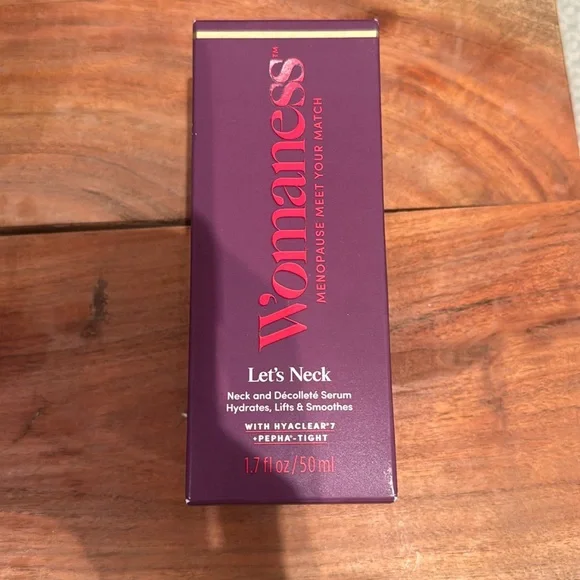 Womaness™
MENOPAUSE MEET YOUR MATCH
Let's Neck
Neck and Décolleté Serum
Hydrates, Lifts & Smoothes
WITH HYACLEAR®7
+PEPHA®-TIGHT
1.7 fl oz/50 ml